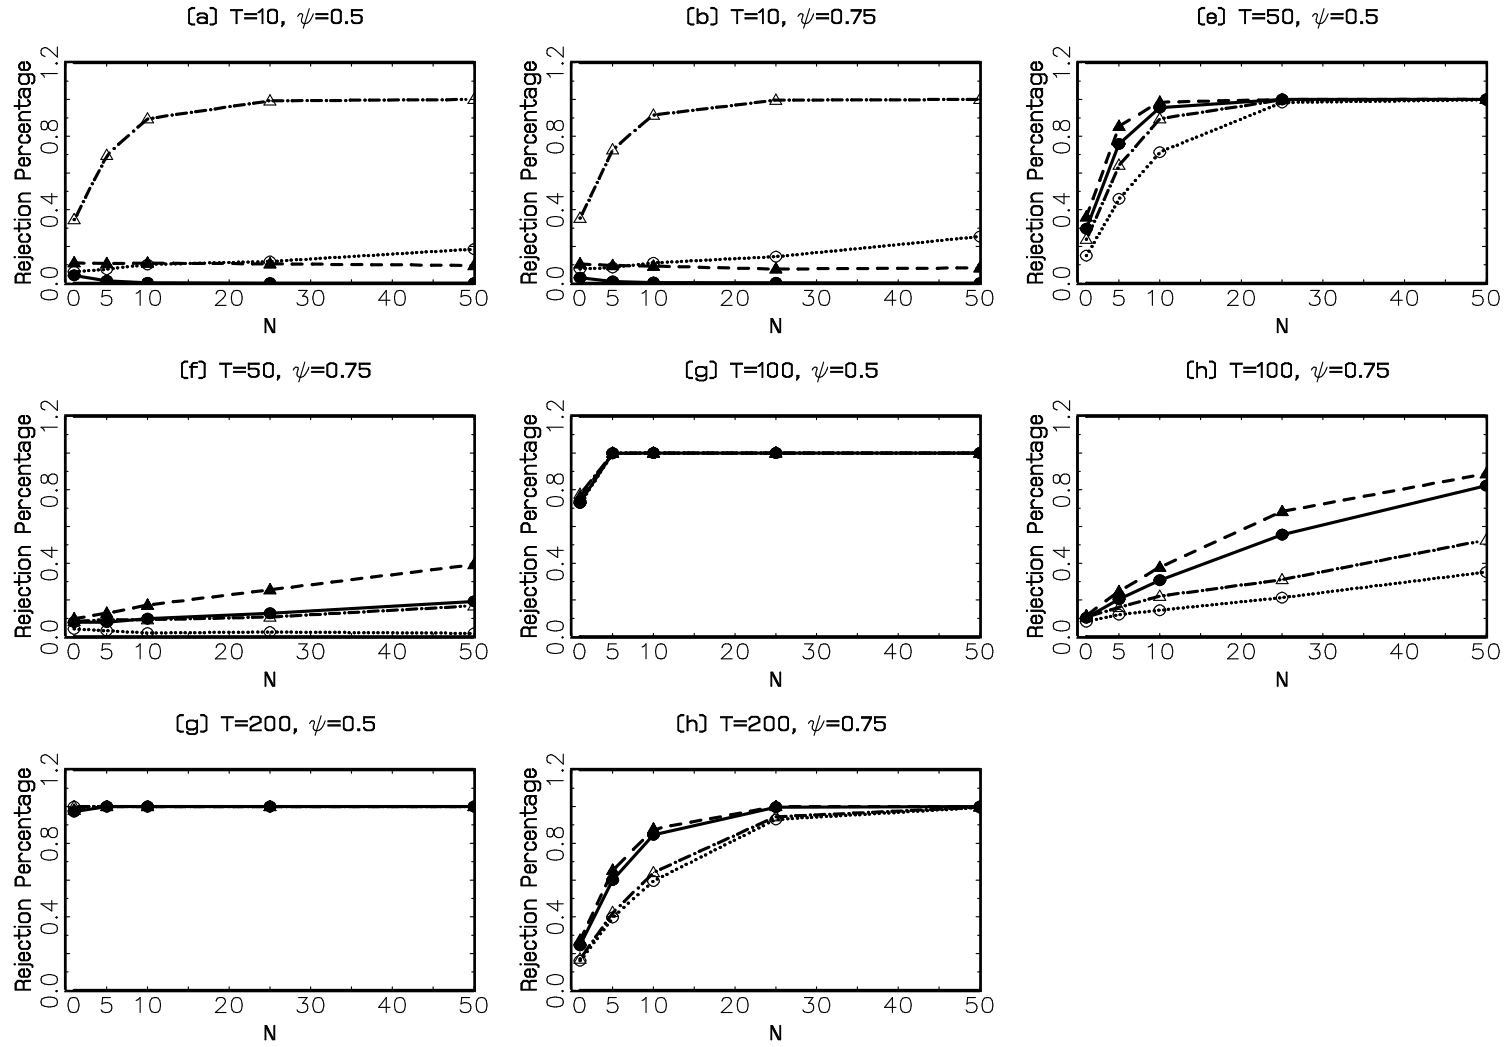 (a) T=10, ψ=0.5
Rejection Percentage
0.0 0.4 0.8 1.2
0 5 10 20 30 40 50
N
(b) T=10, ψ=0.75
Rejection Percentage
0.0 0.4 0.8 1.2
0 5 10 20 30 40 50
N
(e) T=50, ψ=0.5
Rejection Percentage
0.0 0.4 0.8 1.2
0 5 10 20 30 40 50
N
(f) T=50, ψ=0.75
Rejection Percentage
0.0 0.4 0.8 1.2
0 5 10 20 30 40 50
N
(g) T=100, ψ=0.5
Rejection Percentage
0.0 0.4 0.8 1.2
0 5 10 20 30 40 50
N
(h) T=100, ψ=0.75
Rejection Percentage
0.0 0.4 0.8 1.2
0 5 10 20 30 40 50
N
(g) T=200, ψ=0.5
Rejection Percentage
0.0 0.4 0.8 1.2
0 5 10 20 30 40 50
N
(h) T=200, ψ=0.75
Rejection Percentage
0.0 0.4 0.8 1.2
0 5 10 20 30 40 50
N